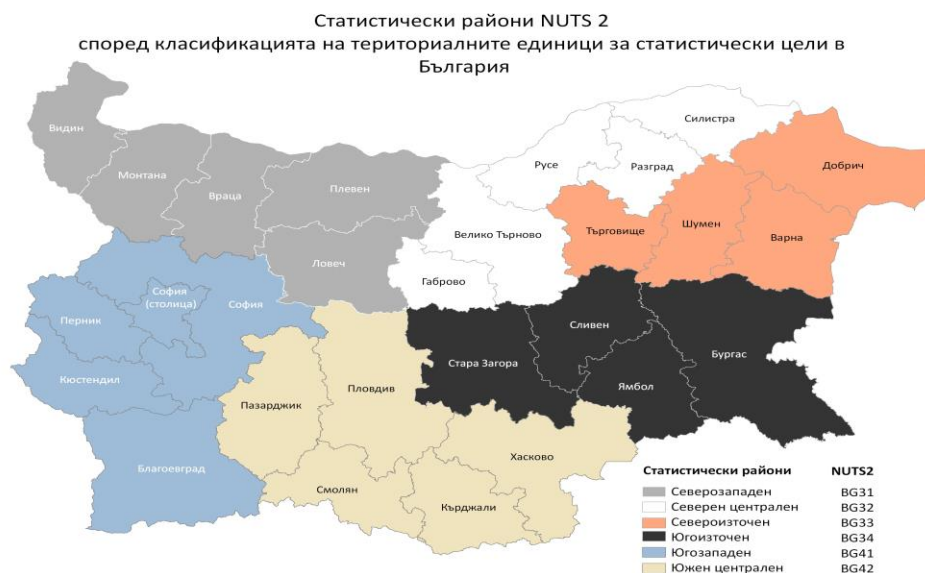 Статистически райони NUTS 2
според класификацията на териториалните единици за статистически цели в
България
Видин
Монтана
Враца
Плевен
Ловеч
Русе
Силистра
Разград
Добрич
Велико Търново
Търговище
Шумен
Варна
Габрово
София
(столица)
София
Перник
Кюстендил
Благоевград
Стара Загора
Сливен
Ямбол
Бургас
Пазарджик
Пловдив
Хасково
Смолян
Кърджали
Статистически райони NUTS2
Северозападен BG31
Северен централен BG32
Североизточен BG33
Югоизточен BG34
Югозападен BG41
Южен централен BG42